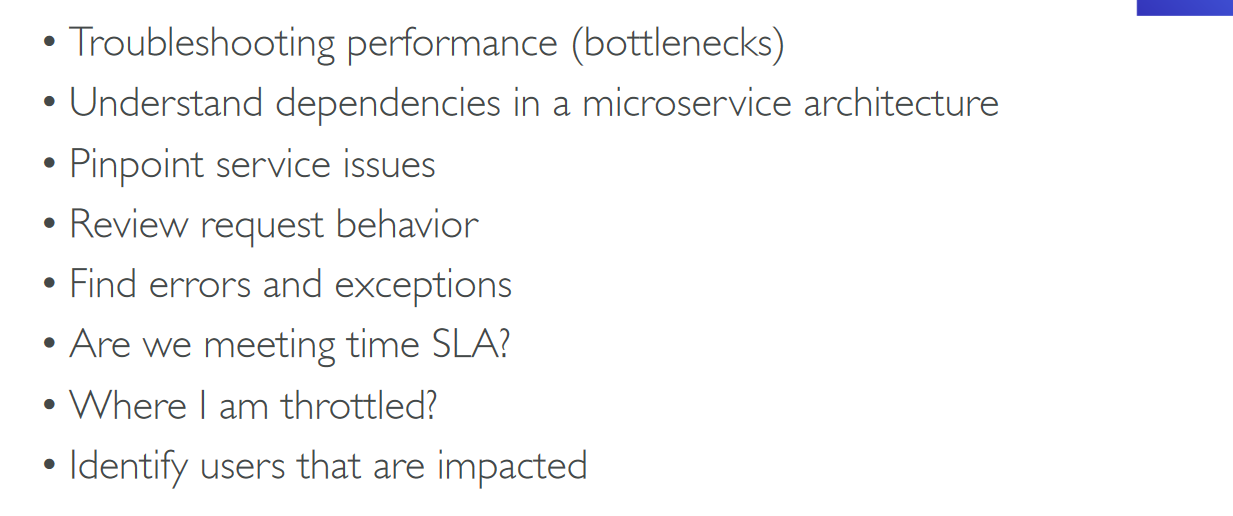 • Troubleshooting performance (bottlenecks)
• Understand dependencies in a microservice architecture
• Pinpoint service issues
• Review request behavior
• Find errors and exceptions
• Are we meeting time SLA?
• Where I am throttled?
• Identify users that are impacted